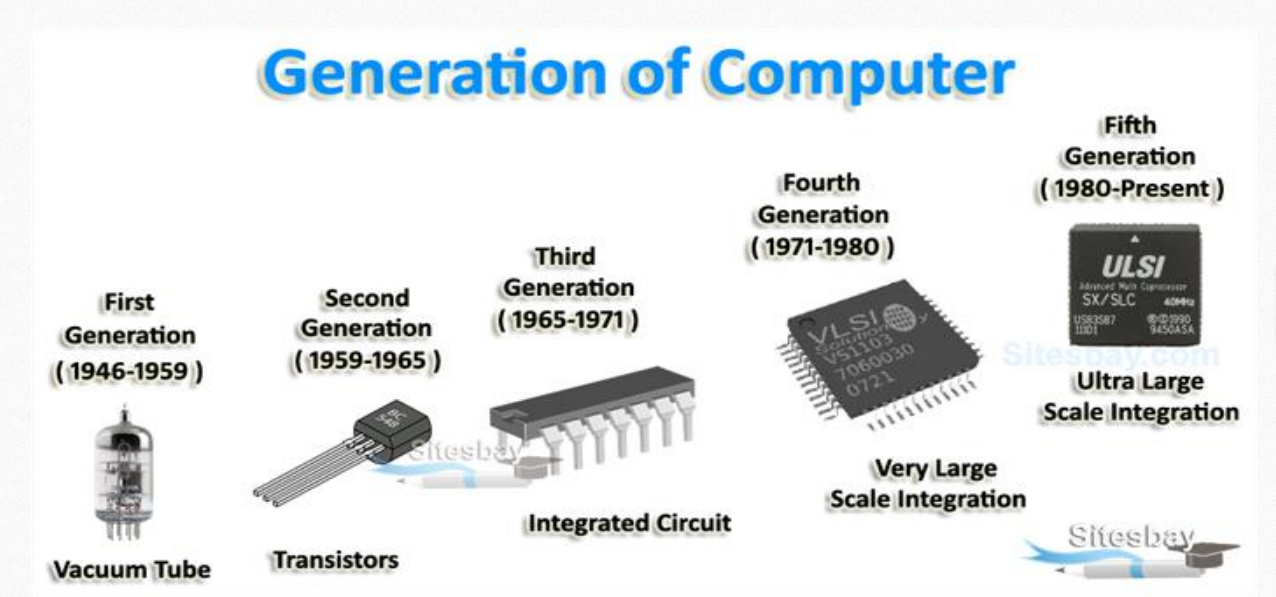 Generation of Computer
First
Generation
( 1946-1959 )
Vacuum Tube
Second
Generation
( 1959-1965 )
BC
548
Transistors
Third
Generation
( 1965-1971 )
Integrated Circuit
Fourth
Generation
( 1971-1980 )
VLSI
Solution
VS1103
7060030
0721
Very Large
Scale Integration
Fifth
Generation
( 1980-Present )
ULSI
Advanced Math Coprocessor
SX/SLC 40MHz
US83S87 ®©1990
9450ASA
Ultra Large
Scale Integration
Sitesbay
Sitesbay.com
Sitesbay